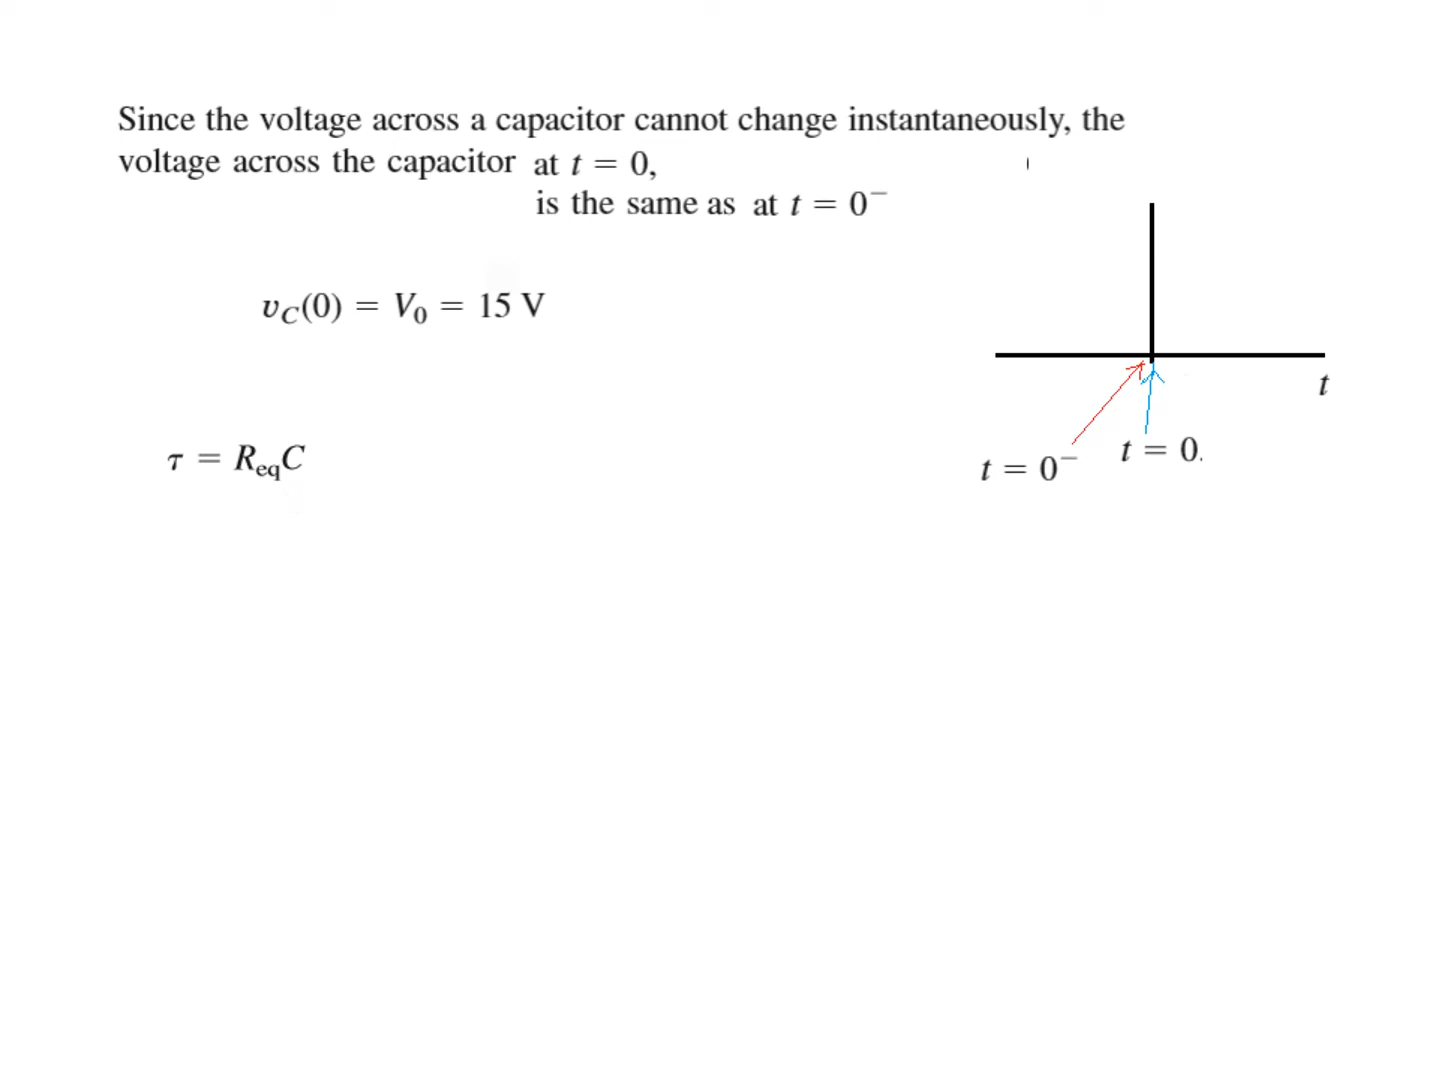 Since the voltage across a capacitor cannot change instantaneously, the
voltage across the capacitor at t = 0,
is the same as at t = 0⁻
v_C(0) = V₀ = 15 V
τ = R_eq C
t
t = 0⁻
t = 0.